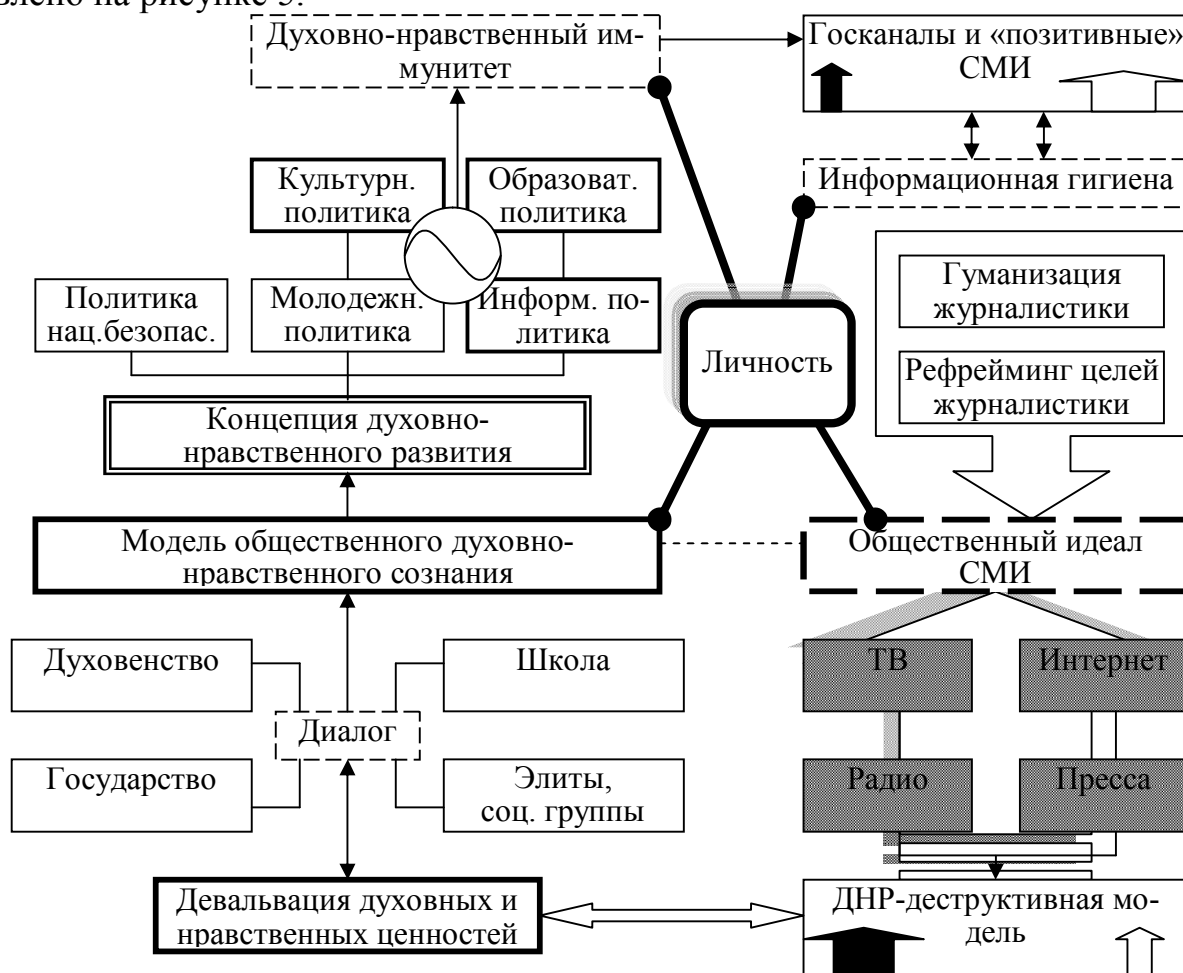 влено на рисунке 3.
Духовно-нравственный им-
мунитет
Госканалы и «позитивные»
СМИ
Информационная гигиена
Культурн.
политика
Образоват.
политика
Политика
нац.безопас.
Молодежн.
политика
Информ. по-
литика
Гуманизация
журналистики
Рефрейминг целей
журналистики
Личность
Концепция духовно-
нравственного развития
Модель общественного духовно-
нравственного сознания
Общественный идеал
СМИ
Духовенство
Школа
Диалог
Государство
Элиты,
соц. группы
ТВ
Интернет
Радио
Пресса
Девальвация духовных и
нравственных ценностей
ДНР-деструктивная мо-
дель